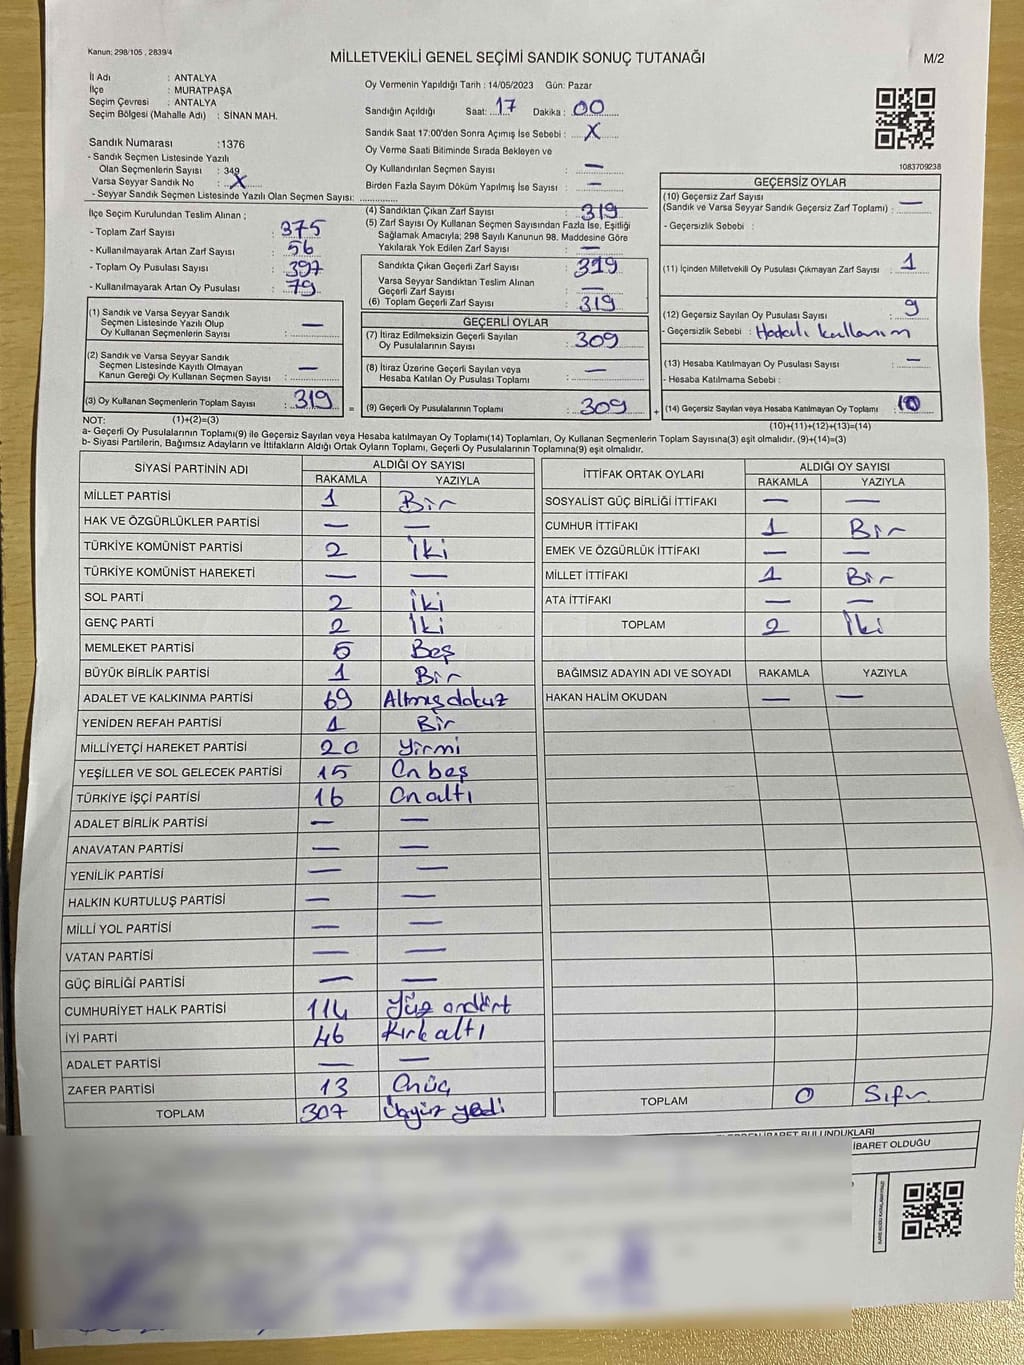 Kanun: 298/105 , 2839/4
MİLLETVEKİLİ GENEL SEÇİMİ SANDIK SONUÇ TUTANAĞI
M/2
İl Adı : ANTALYA
İlçe : MURATPAŞA
Seçim Çevresi : ANTALYA
Seçim Bölgesi (Mahalle Adı) : SİNAN MAH.
Sandık Numarası :1376
- Sandık Seçmen Listesinde Yazılı
Olan Seçmenlerin Sayısı : 349
Varsa Seyyar Sandık No : X
- Seyyar Sandık Seçmen Listesinde Yazılı Olan Seçmen Sayısı:
Oy Vermenin Yapıldığı Tarih : 14/05/2023 Gün: Pazar
Sandığın Açıldığı Saat: 17 Dakika : 00
Sandık Saat 17:00'den Sonra Açımış İse Sebebi : X
Oy Verme Saati Bitiminde Sırada Bekleyen ve
Oy Kullandırılan Seçmen Sayısı : —
Birden Fazla Sayım Döküm Yapılmış İse Sayısı : —
1083709238
İlçe Seçim Kurulundan Teslim Alınan ;
- Toplam Zarf Sayısı : 375
- Kullanılmayarak Artan Zarf Sayısı : 56
- Toplam Oy Pusulası Sayısı : 397
- Kullanılmayarak Artan Oy Pusulası : 79
(1) Sandık ve Varsa Seyyar Sandık
Seçmen Listesinde Yazılı Olup
Oy Kullanan Seçmenlerin Sayısı : —
(2) Sandık ve Varsa Seyyar Sandık
Seçmen Listesinde Kayıtlı Olmayan
Kanun Gereği Oy Kullanan Seçmen Sayısı : —
(3) Oy Kullanan Seçmenlerin Toplam Sayısı : 319 =
(4) Sandıktan Çıkan Zarf Sayısı : 319
(5) Zarf Sayısı Oy Kullanan Seçmen Sayısından Fazla İse, Eşitliği
Sağlamak Amacıyla; 298 Sayılı Kanunun 98. Maddesine Göre
Yakılarak Yok Edilen Zarf Sayısı : —
Sandıkta Çıkan Geçerli Zarf Sayısı : 319
Varsa Seyyar Sandıktan Teslim Alınan
Geçerli Zarf Sayısı : —
(6) Toplam Geçerli Zarf Sayısı : 319
GEÇERLİ OYLAR
(7) İtiraz Edilmeksizin Geçerli Sayılan
Oy Pusulalarının Sayısı : 309
(8) İtiraz Üzerine Geçerli Sayılan veya
Hesaba Katılan Oy Pusulası Toplamı : —
(9) Geçerli Oy Pusulalarının Toplamı : 309 +
GEÇERSİZ OYLAR
(10) Geçersiz Zarf Sayısı
(Sandık ve Varsa Seyyar Sandık Geçersiz Zarf Toplamı) : —
- Geçersizlik Sebebi :
(11) İçinden Milletvekili Oy Pusulası Çıkmayan Zarf Sayısı : 1
(12) Geçersiz Sayılan Oy Pusulası Sayısı : 9
- Geçersizlik Sebebi : Hatalı kullanım
(13) Hesaba Katılmayan Oy Pusulası Sayısı : —
- Hesaba Katılmama Sebebi :
(14) Geçersiz Sayılan veya Hesaba Katılmayan Oy Toplamı : 10
NOT: (1)+(2)=(3)
(10)+(11)+(12)+(13)=(14)
a- Geçerli Oy Pusulalarının Toplamı(9) ile Geçersiz Sayılan veya Hesaba katılmayan Oy Toplamı(14) Toplamları, Oy Kullanan Seçmenlerin Toplam Sayısına(3) eşit olmalıdır. (9)+(14)=(3)
b- Siyasi Partilerin, Bağımsız Adayların ve İttifakların Aldığı Ortak Oyların Toplamı, Geçerli Oy Pusulalarının Toplamına(9) eşit olmalıdır.
SİYASİ PARTİNİN ADI ALDIĞI OY SAYISI
RAKAMLA YAZIYLA
MİLLET PARTİSİ 1 Bir
HAK VE ÖZGÜRLÜKLER PARTİSİ — —
TÜRKİYE KOMÜNİST PARTİSİ 2 İki
TÜRKİYE KOMÜNİST HAREKETİ — —
SOL PARTİ 2 İki
GENÇ PARTİ 2 İki
MEMLEKET PARTİSİ 5 Beş
BÜYÜK BİRLİK PARTİSİ 1 Bir
ADALET VE KALKINMA PARTİSİ 69 Altmışdokuz
YENİDEN REFAH PARTİSİ 1 Bir
MİLLİYETÇİ HAREKET PARTİSİ 20 Yirmi
YEŞİLLER VE SOL GELECEK PARTİSİ 15 Onbeş
TÜRKİYE İŞÇİ PARTİSİ 16 Onaltı
ADALET BİRLİK PARTİSİ — —
ANAVATAN PARTİSİ — —
YENİLİK PARTİSİ — —
HALKIN KURTULUŞ PARTİSİ — —
MİLLİ YOL PARTİSİ — —
VATAN PARTİSİ — —
GÜÇ BİRLİĞİ PARTİSİ — —
CUMHURİYET HALK PARTİSİ 114 Yüz ondört
İYİ PARTİ 46 Kırk altı
ADALET PARTİSİ — —
ZAFER PARTİSİ 13 Onüç
TOPLAM 307 Üçyüz yedi
İTTİFAK ORTAK OYLARI ALDIĞI OY SAYISI
RAKAMLA YAZIYLA
SOSYALİST GÜÇ BİRLİĞİ İTTİFAKI — —
CUMHUR İTTİFAKI 1 Bir
EMEK VE ÖZGÜRLÜK İTTİFAKI — —
MİLLET İTTİFAKI 1 Bir
ATA İTTİFAKI — —
TOPLAM 2 İki
BAĞIMSIZ ADAYIN ADI VE SOYADI RAKAMLA YAZIYLA
HAKAN HALİM OKUDAN — —
TOPLAM 0 Sıfır
BULUNDUKLARI
İBARET OLDUĞU